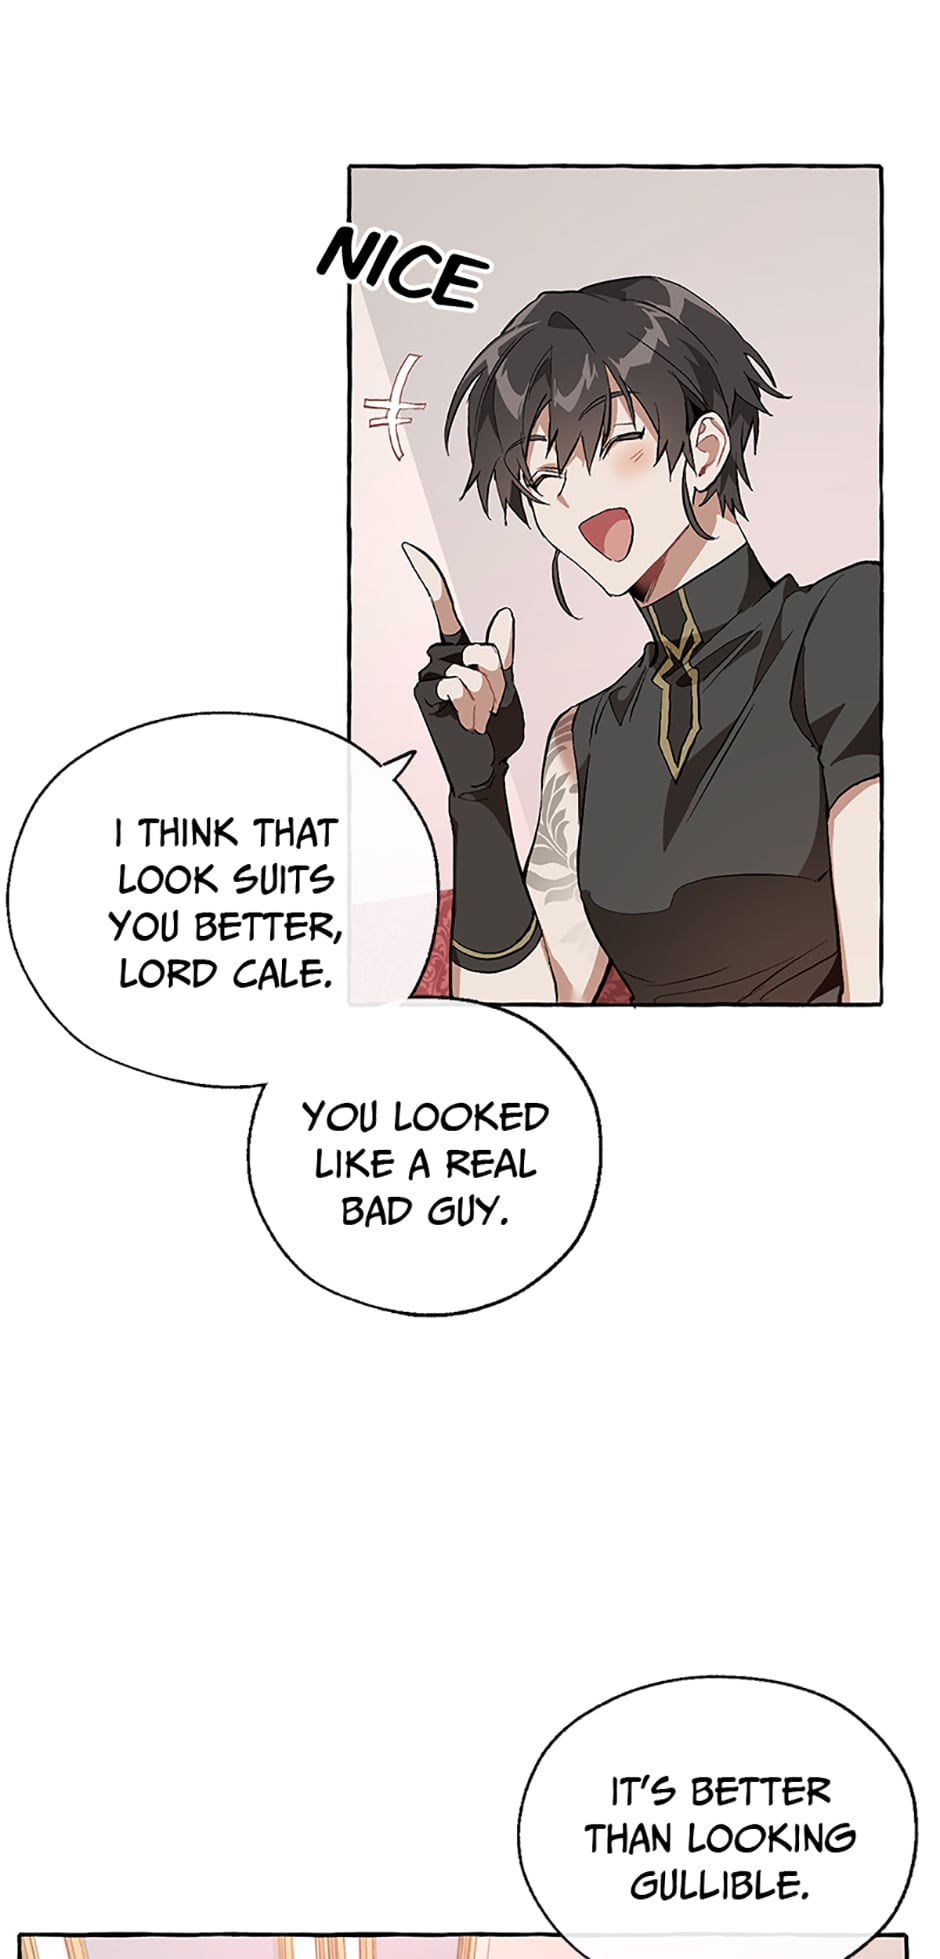 NICE
I THINK THAT
LOOK SUITS
YOU BETTER,
LORD CALE.
YOU LOOKED
LIKE A REAL
BAD GUY.
IT'S BETTER
THAN LOOKING
GULLIBLE.